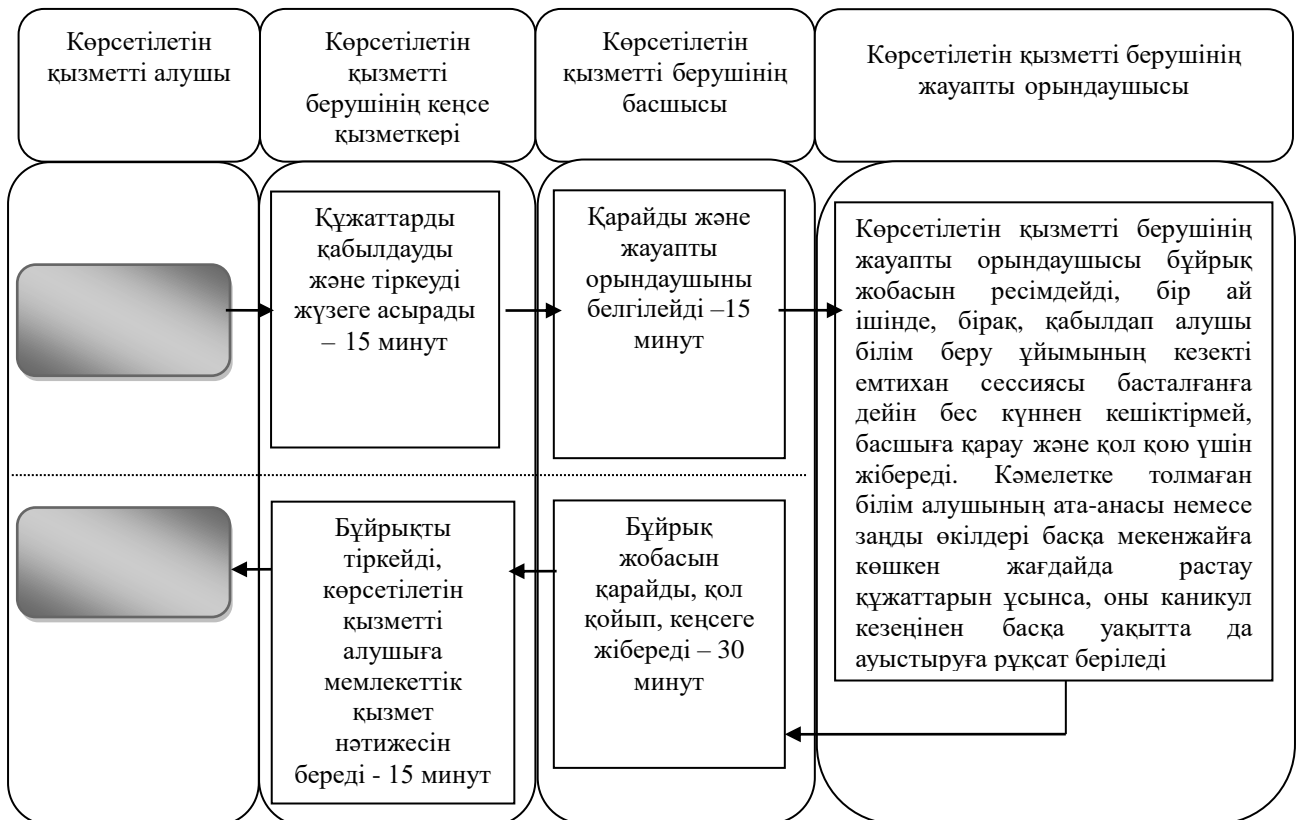 Көрсетілетін
қызметті алушы
Көрсетілетін
қызметті
берушінің кеңсе
қызметкері
Көрсетілетін
қызметті берушінің
басшысы
Көрсетілетін қызметті берушінің
жауапты орындаушысы
Құжаттарды
қабылдауды
және тіркеуді
жүзеге асырады
– 15 минут
Қарайды және
жауапты
орындаушыны
белгілейді –15
минут
Көрсетілетін қызметті берушінің
жауапты орындаушысы бұйрық
жобасын ресімдейді, бір ай
ішінде, бірақ, қабылдап алушы
білім беру ұйымының кезекті
емтихан сессиясы басталғанға
дейін бес күннен кешіктірмей,
басшыға қарау және қол қою үшін
жібереді. Кәмелетке толмаған
білім алушының ата-анасы немесе
заңды өкілдері басқа мекенжайға
көшкен жағдайда растау
құжаттарын ұсынса, оны каникул
кезеңінен басқа уақытта да
ауыстыруға рұқсат беріледі
Бұйрық
жобасын
қарайды, қол
қойып, кеңсеге
жібереді – 30
минут
Бұйрықты
тіркейді,
көрсетілетін
қызметті
алушыға
мемлекеттік
қызмет
нәтижесін
береді - 15 минут